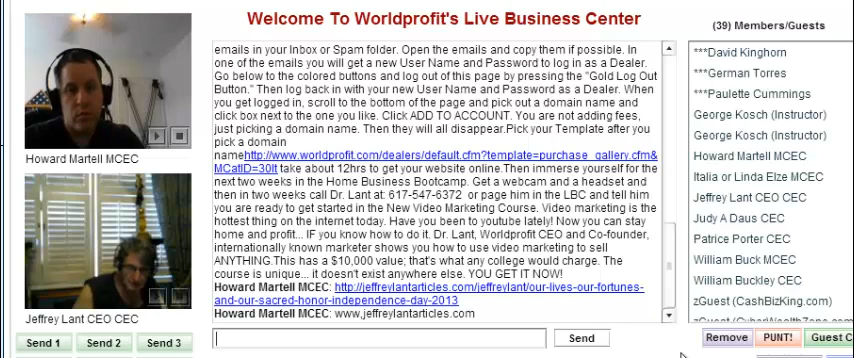 Welcome To Worldprofit's Live Business Center
(39) Members/Guests
emails in your Inbox or Spam folder. Open the emails and copy them if possible. In
one of the emails you will get a new User Name and Password to log in as a Dealer.
Go below to the colored buttons and log out of this page by pressing the "Gold Log Out
Button." Then log back in with your new User Name and Password as a Dealer. When
you get logged in, scroll to the bottom of the page and pick out a domain name and
click box next to the one you like. Click ADD TO ACCOUNT. You are not adding fees,
just picking a domain name. Then they will all disappear.Pick your Template after you
pick a domain
namehttp://www.worldprofit.com/dealers/default.cfm?template=purchase_gallery.cfm&
MCatID=30It take about 12hrs to get your website online.Then immerse yourself for the
next two weeks in the Home Business Bootcamp. Get a webcam and a headset and
then in two weeks call Dr. Lant at: 617-547-6372 or page him in the LBC and tell him
you are ready to get started in the New Video Marketing Course. Video marketing is the
hottest thing on the internet today. Have you been to youtube lately! Now you can stay
home and profit... IF you know how to do it. Dr. Lant, Worldprofit CEO and Co-founder,
internationally known marketer shows you how to use video marketing to sell
ANYTHING.This has a $10,000 value; that's what any college would charge. The
course is unique... it doesn't exist anywhere else. YOU GET IT NOW!
Howard Martell MCEC: http://jeffreylantarticles.com/jeffreylant/our-lives-our-fortunes-
and-our-sacred-honor-independence-day-2013
Howard Martell MCEC: www,jeffreylantarticles.com
Howard Martell MCEC
Jeffrey Lant CEO CEC
***David Kinghorn
***German Torres
***Paulette Cummings
George Kosch (Instructor)
George Kosch (Instructor)
Howard Martell MCEC
Italia or Linda Elze MCEC
Jeffrey Lant CEO CEC
Judy A Daus CEC
Patrice Porter CEC
William Buck MCEC
William Buckley CEC
zGuest (CashBizKing.com)
zGuest (CyberWealthZone.com)
Send 1
Send 2
Send 3
Send
Remove
PUNT!
Guest C